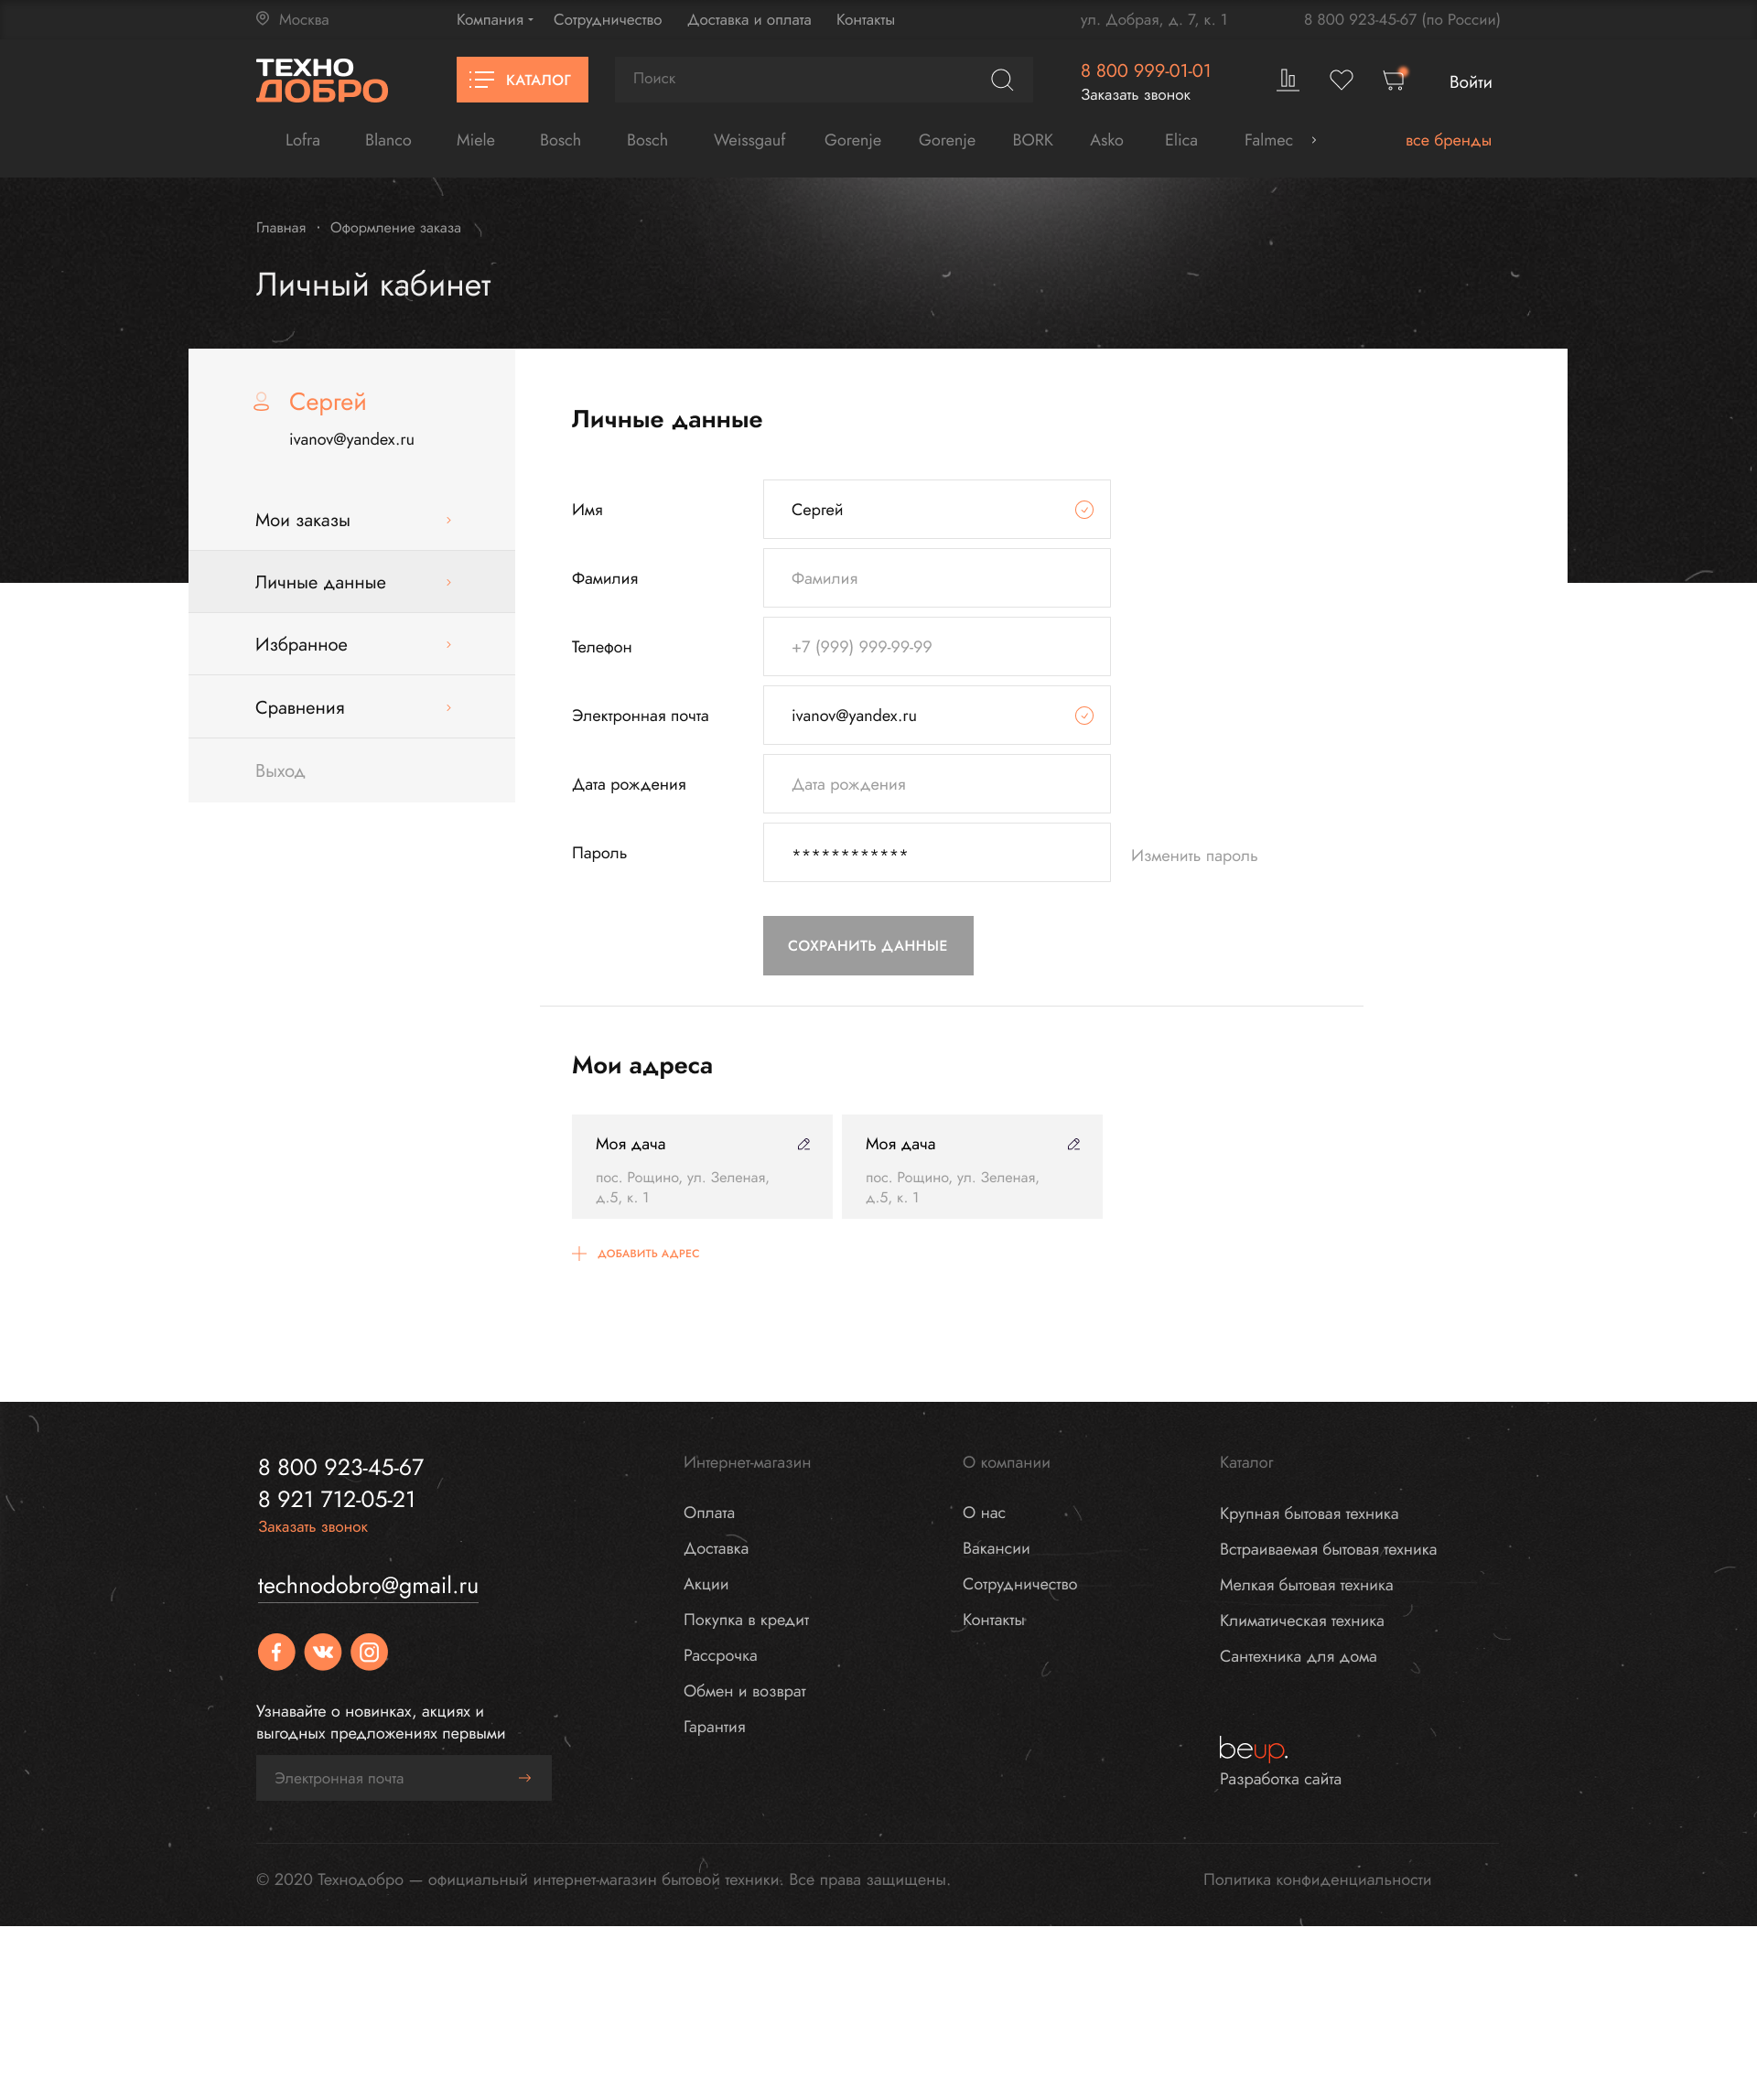 Москва
Компания
Сотрудничество
Доставка и оплата
Контакты
ул. Добрая, д. 7, к. 1
8 800 923-45-67 (по России)
ТЕХНО
ДОБРО
КАТАЛОГ
Поиск
8 800 999-01-01
Заказать звонок
Войти
Lofra
Blanco
Miele
Bosch
Bosch
Weissgauf
Gorenje
Gorenje
BORK
Asko
Elica
Falmec
все бренды
Главная · Оформление заказа
Личный кабинет
Сергей
ivanov@yandex.ru
Мои заказы
Личные данные
Избранное
Сравнения
Выход
Личные данные
Имя
Сергей
Фамилия
Фамилия
Телефон
+7 (999) 999-99-99
Электронная почта
ivanov@yandex.ru
Дата рождения
Дата рождения
Пароль
************
Изменить пароль
СОХРАНИТЬ ДАННЫЕ
Мои адреса
Моя дача
пос. Рощино, ул. Зеленая,
д.5, к. 1
Моя дача
пос. Рощино, ул. Зеленая,
д.5, к. 1
ДОБАВИТЬ АДРЕС
8 800 923-45-67
8 921 712-05-21
Заказать звонок
technodobro@gmail.ru
Узнавайте о новинках, акциях и
выгодных предложениях первыми
Электронная почта
Интернет-магазин
Оплата
Доставка
Акции
Покупка в кредит
Рассрочка
Обмен и возврат
Гарантия
О компании
О нас
Вакансии
Сотрудничество
Контакты
Каталог
Крупная бытовая техника
Встраиваемая бытовая техника
Мелкая бытовая техника
Климатическая техника
Сантехника для дома
beup.
Разработка сайта
© 2020 Технодобро — официальный интернет-магазин бытовой техники. Все права защищены.
Политика конфиденциальности